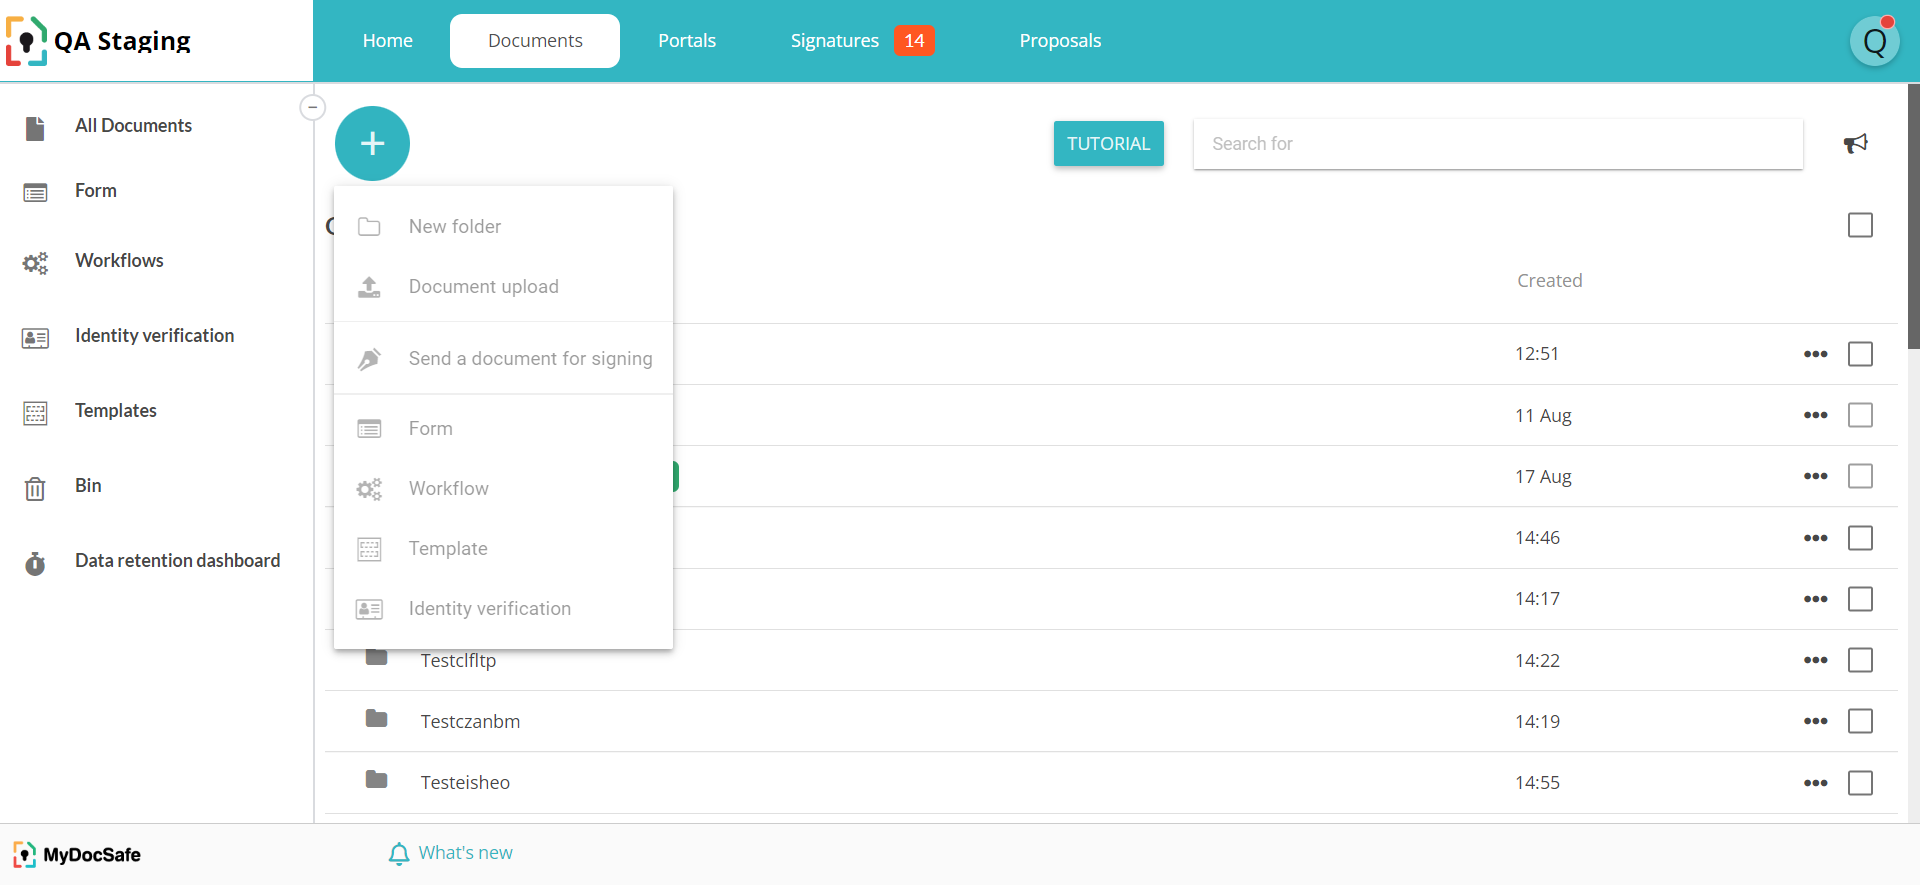 QA Staging
Home
Documents
Portals
Signatures 14
Proposals
Q
All Documents
Form
Workflows
Identity verification
Templates
Bin
Data retention dashboard
+
TUTORIAL
Search for
New folder
Document upload
Send a document for signing
Form
Workflow
Template
Identity verification
Created
12:51
11 Aug
17 Aug
14:46
14:17
Testclfltp 14:22
Testczanbm 14:19
Testeisheo 14:55
MyDocSafe
What's new